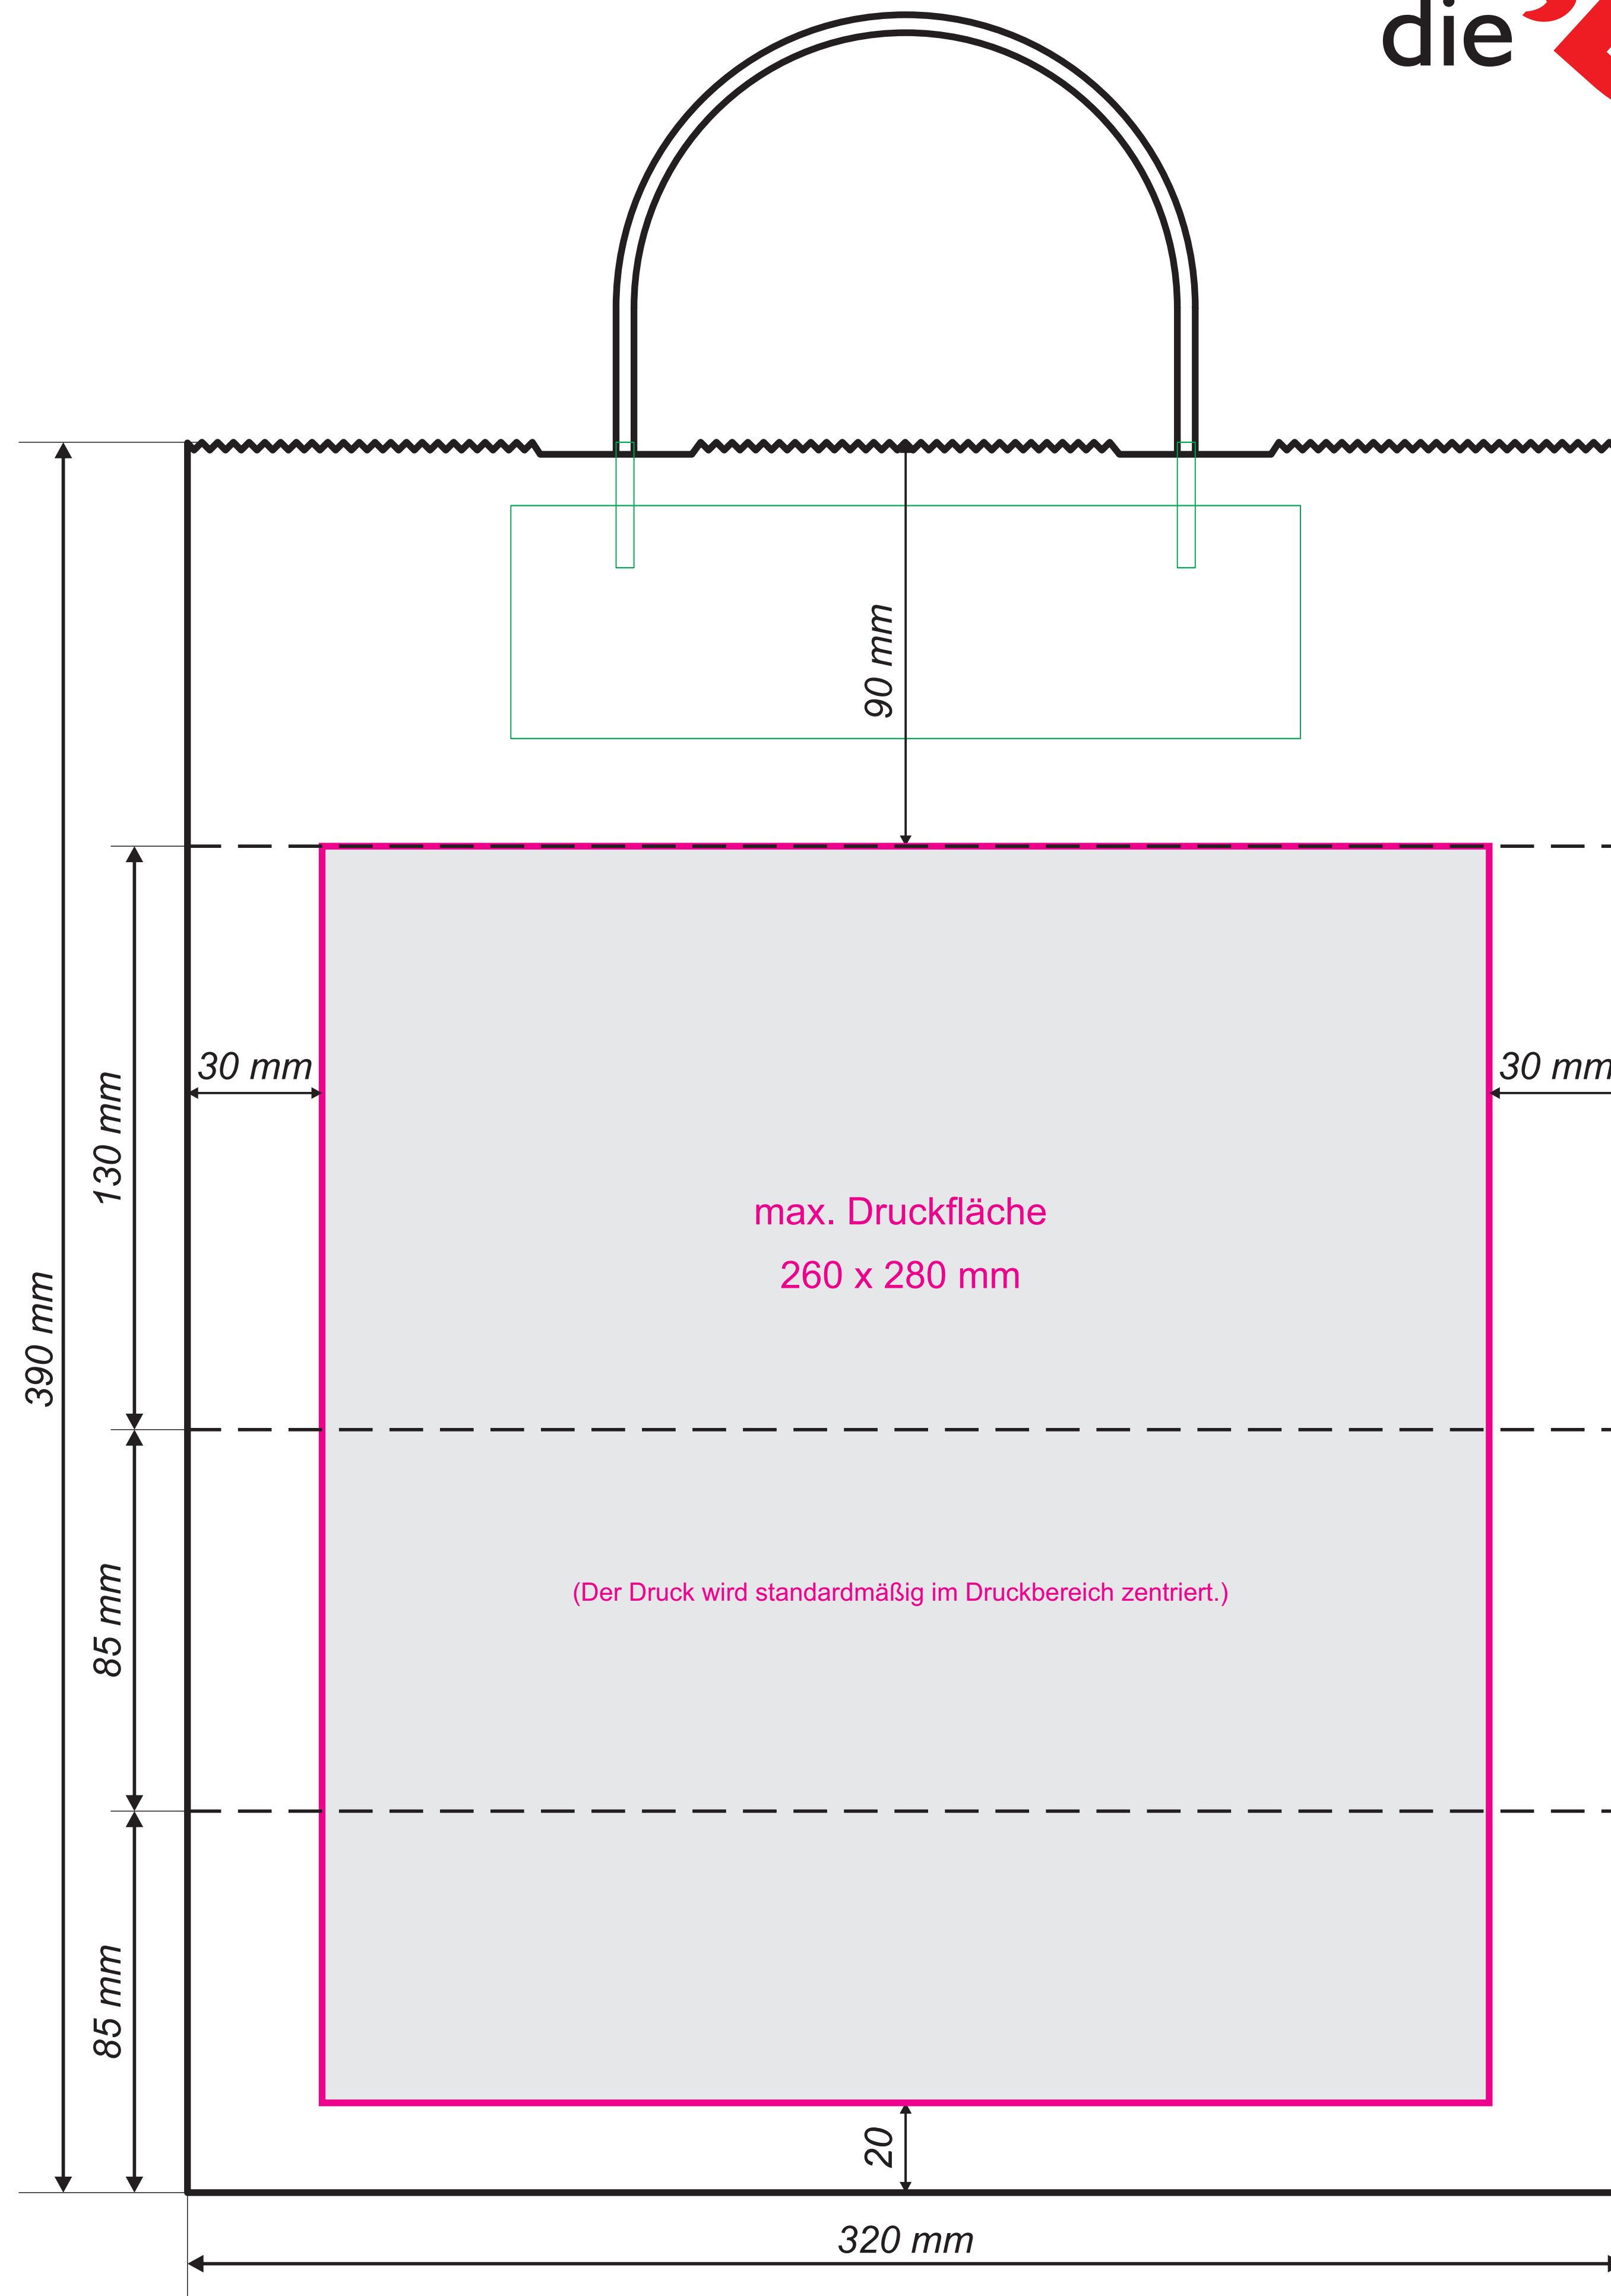 die
90 mm
30 mm
30 mm
130 mm
390 mm
max. Druckfläche
260 x 280 mm
85 mm
(Der Druck wird standardmäßig im Druckbereich zentriert.)
85 mm
20
320 mm